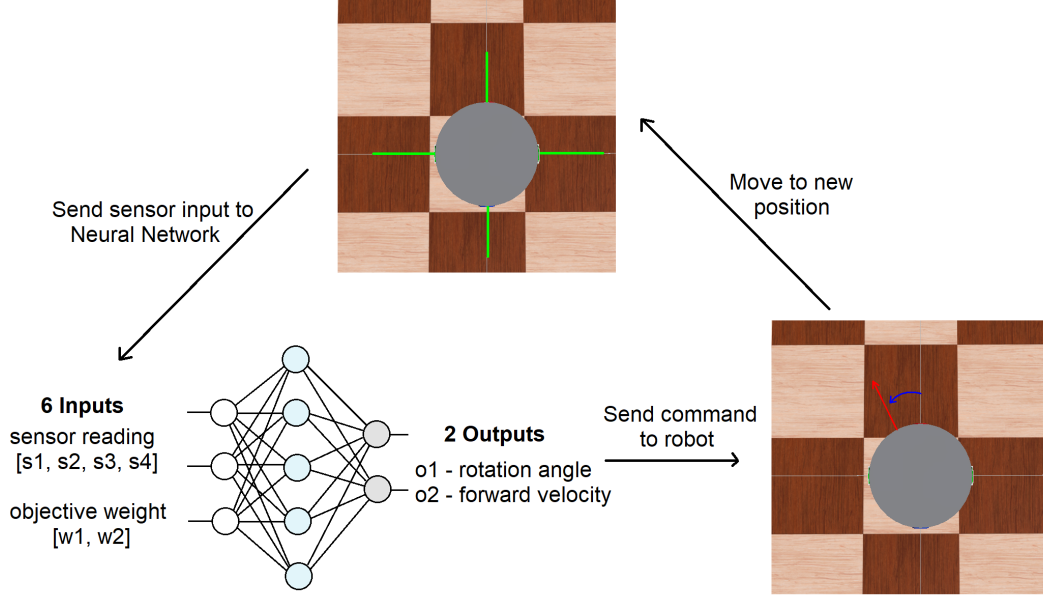 Send sensor input to
Neural Network
Move to new
position
6 Inputs
sensor reading
[s1, s2, s3, s4]
objective weight
[w1, w2]
2 Outputs
o1 - rotation angle
o2 - forward velocity
Send command
to robot